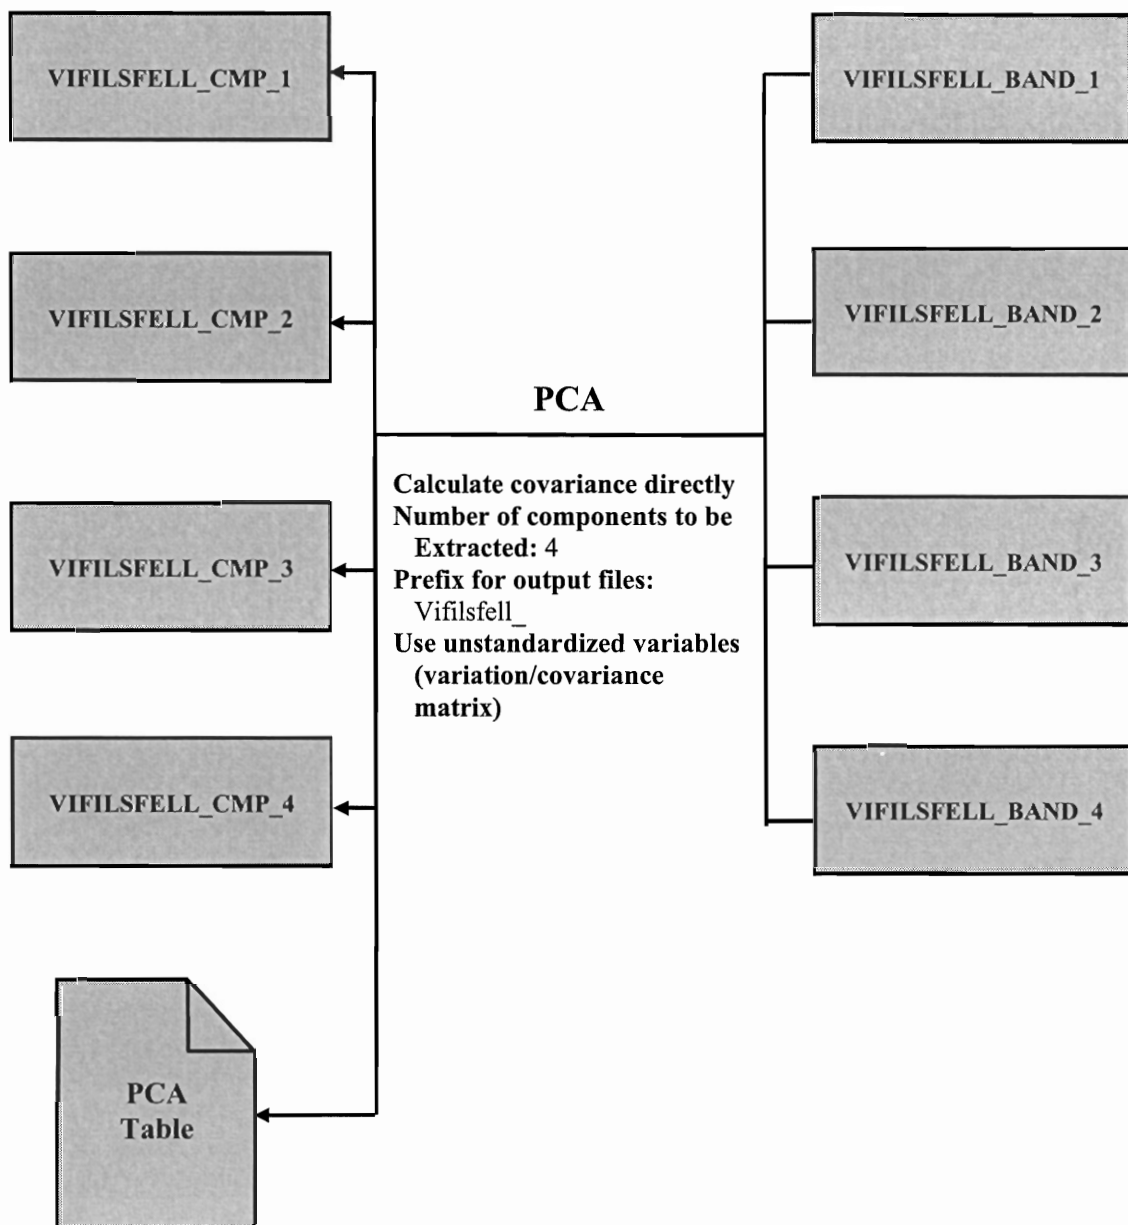 VIFILSFELL_CMP_1
VIFILSFELL_BAND_1
VIFILSFELL_CMP_2
VIFILSFELL_BAND_2
PCA
Calculate covariance directly
Number of components to be
Extracted: 4
Prefix for output files:
Vifilsfell_
Use unstandardized variables
(variation/covariance
matrix)
VIFILSFELL_CMP_3
VIFILSFELL_BAND_3
VIFILSFELL_CMP_4
VIFILSFELL_BAND_4
PCA
Table